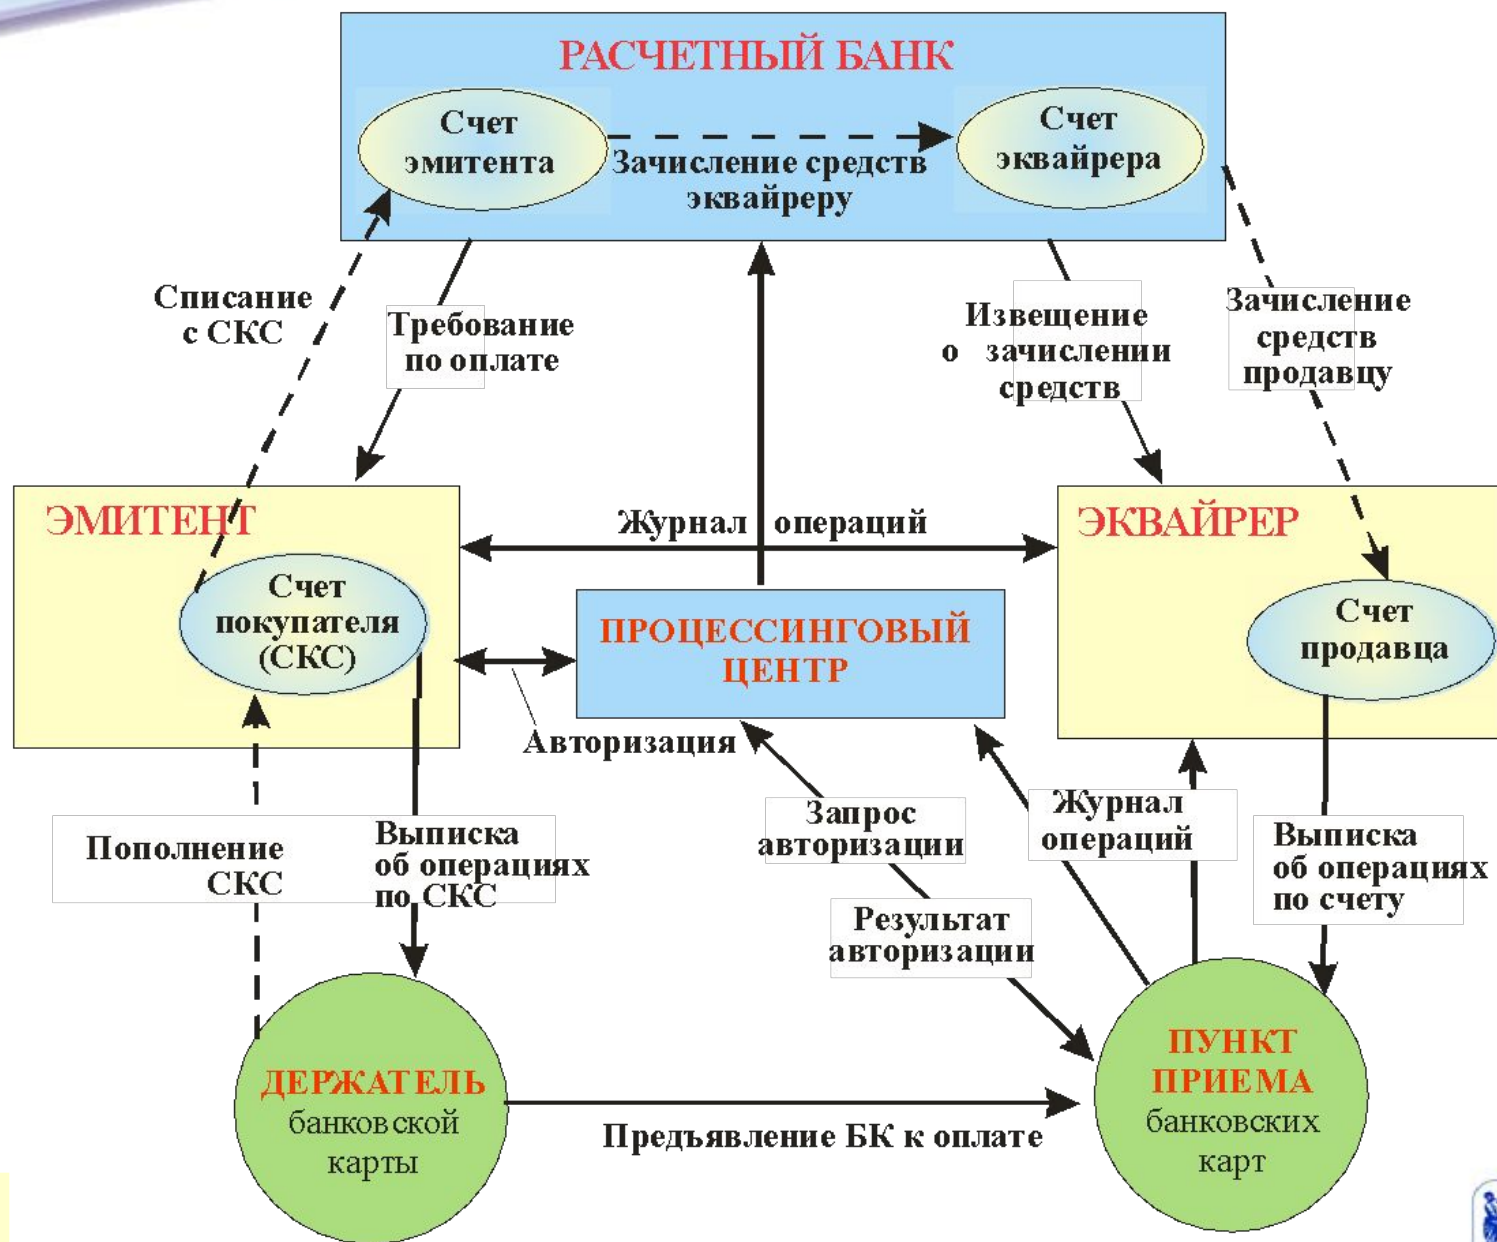 РАСЧЕТНЫЙ БАНК
Счет
эмитента
Зачисление средств
эквайреру
Счет
эквайрера
Списание
с СКС
Требование
по оплате
Извещение
о зачислении
средств
Зачисление
средств
продавцу
ЭМИТЕНТ
Счет
покупателя
(СКС)
Журнал операций
ЭКВАЙРЕР
Счет
продавца
ПРОЦЕССИНГОВЫЙ
ЦЕНТР
Авторизация
Запрос
авторизации
Результат
авторизации
Журнал
операций
Выписка
об операциях
по счету
Пополнение
СКС
Выписка
об операциях
по СКС
ДЕРЖАТЕЛЬ
банковской
карты
Предъявление БК к оплате
ПУНКТ
ПРИЕМА
банковских
карт